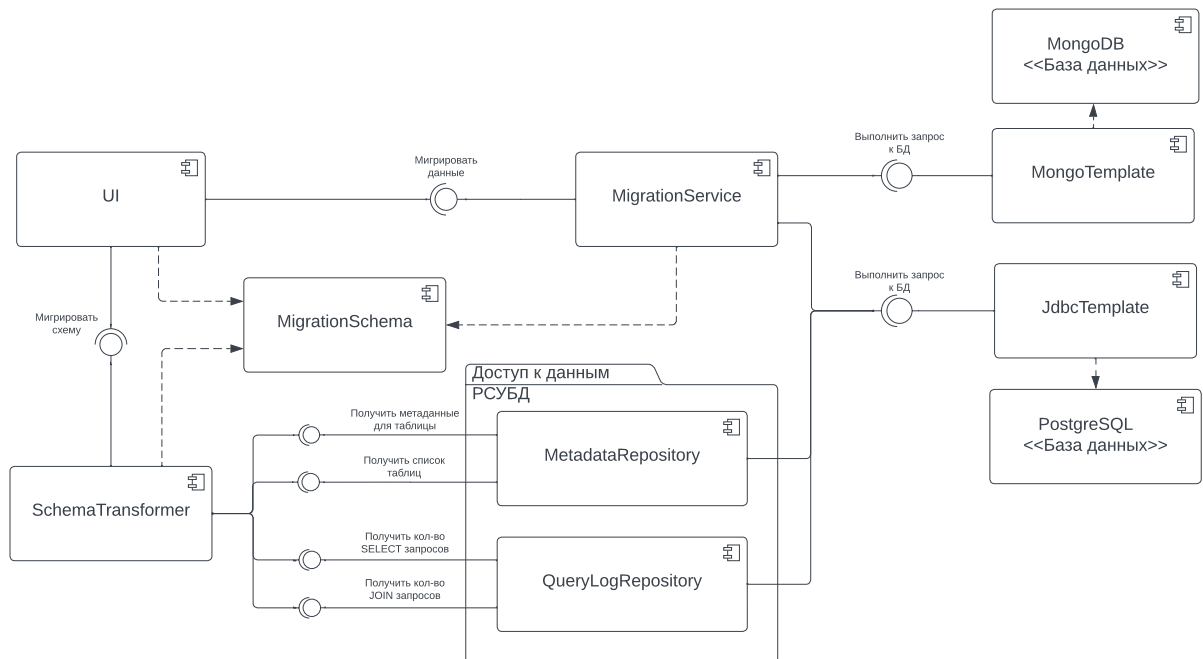 MongoDB
<<База данных>>
Выполнить запрос
к БД
MongoTemplate
Мигрировать
данные
UI
MigrationService
Выполнить запрос
к БД
JdbcTemplate
MigrationSchema
Мигрировать
схему
Доступ к данным
РСУБД
PostgreSQL
<<База данных>>
Получить метаданные
для таблицы
MetadataRepository
Получить список
таблиц
SchemaTransformer
Получить кол-во
SELECT запросов
QueryLogRepository
Получить кол-во
JOIN запросов